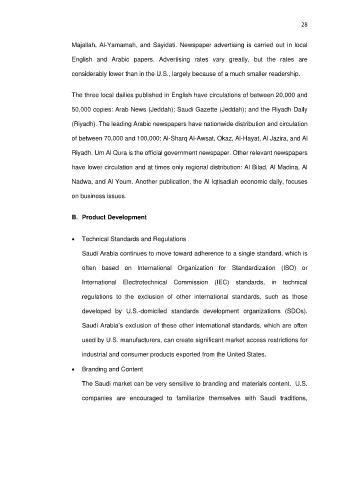 28
Majallah, Al-Yamamah, and Sayidati. Newspaper advertising is carried out in local
English and Arabic papers. Advertising rates vary greatly, but the rates are
considerably lower than in the U.S., largely because of a much smaller readership.
The three local dailies published in English have circulations of between 20,000 and
50,000 copies: Arab News (Jeddah); Saudi Gazette (Jeddah); and the Riyadh Daily
(Riyadh). The leading Arabic newspapers have nationwide distribution and circulation
of between 70,000 and 100,000: Al-Sharq Al-Awsat, Okaz, Al-Hayat, Al Jazira, and Al
Riyadh. Um Al Qura is the official government newspaper. Other relevant newspapers
have lower circulation and at times only regional distribution: Al Bilad, Al Madina, Al
Nadwa, and Al Youm. Another publication, the Al Iqtisadiah economic daily, focuses
on business issues.
B. Product Development
• Technical Standards and Regulations
Saudi Arabia continues to move toward adherence to a single standard, which is
often based on International Organization for Standardization (ISO) or
International Electrotechnical Commission (IEC) standards, in technical
regulations to the exclusion of other international standards, such as those
developed by U.S.-domiciled standards development organizations (SDOs).
Saudi Arabia's exclusion of these other international standards, which are often
used by U.S. manufacturers, can create significant market access restrictions for
industrial and consumer products exported from the United States.
• Branding and Content
The Saudi market can be very sensitive to branding and materials content. U.S.
companies are encouraged to familiarize themselves with Saudi traditions,